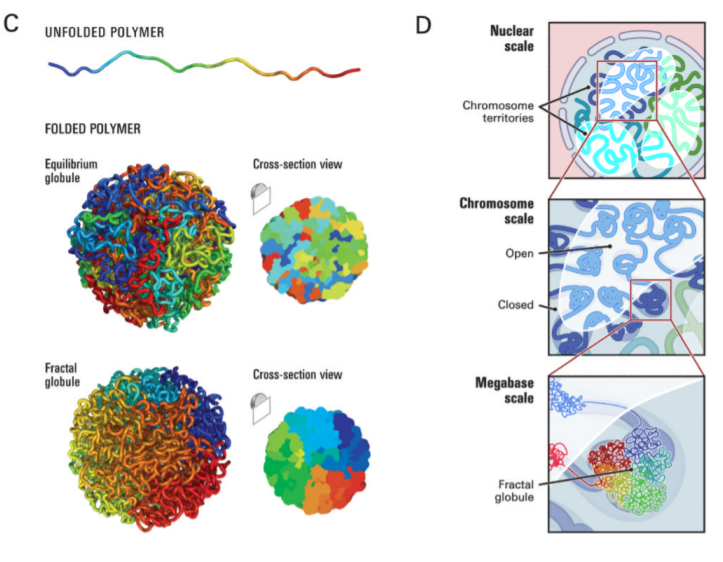 C
UNFOLDED POLYMER
FOLDED POLYMER
Equilibrium
globule
Cross-section view
Fractal
globule
Cross-section view
D
Nuclear
scale
Chromosome
territories
Chromosome
scale
Open
Closed
Megabase
scale
Fractal
globule